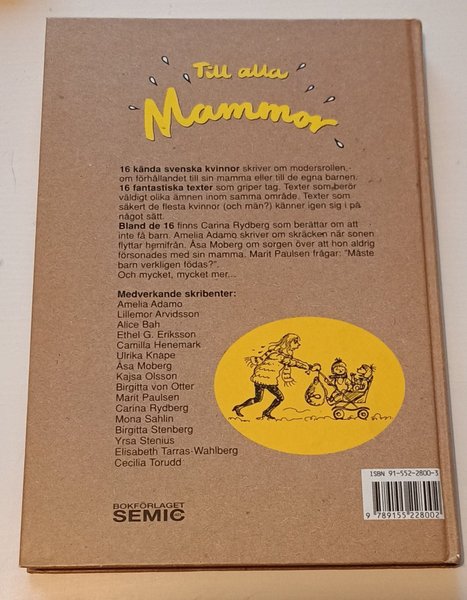 Till alla
Mammor
16 kända svenska kvinnor skriver om modersrollen,
om förhållandet till sin mamma eller till de egna barnen.
16 fantastiska texter som griper tag. Texter som berör
väldigt olika ämnen inom samma område. Texter som
säkert de flesta kvinnor (och män?) känner igen sig i på
något sätt.
Bland de 16 finns Carina Rydberg som berättar om att
inte få barn. Amelia Adamo skriver om skräcken när sonen
flyttar hemifrån. Åsa Moberg om sorgen över att hon aldrig
försonades med sin mamma. Marit Paulsen frågar: "Måste
barn verkligen födas?".
Och mycket, mycket mer...
Medverkande skribenter:
Amelia Adamo
Lillemor Arvidsson
Alice Bah
Ethel G. Eriksson
Camilla Henemark
Ulrika Knape
Åsa Moberg
Kajsa Olsson
Birgitta von Otter
Marit Paulsen
Carina Rydberg
Mona Sahlin
Birgitta Stenberg
Yrsa Stenius
Elisabeth Tarras-Wahlberg
Cecilia Torudd
BOKFÖRLAGET
SEMIC
ISBN 91-552-2800-3
9 789155 228002